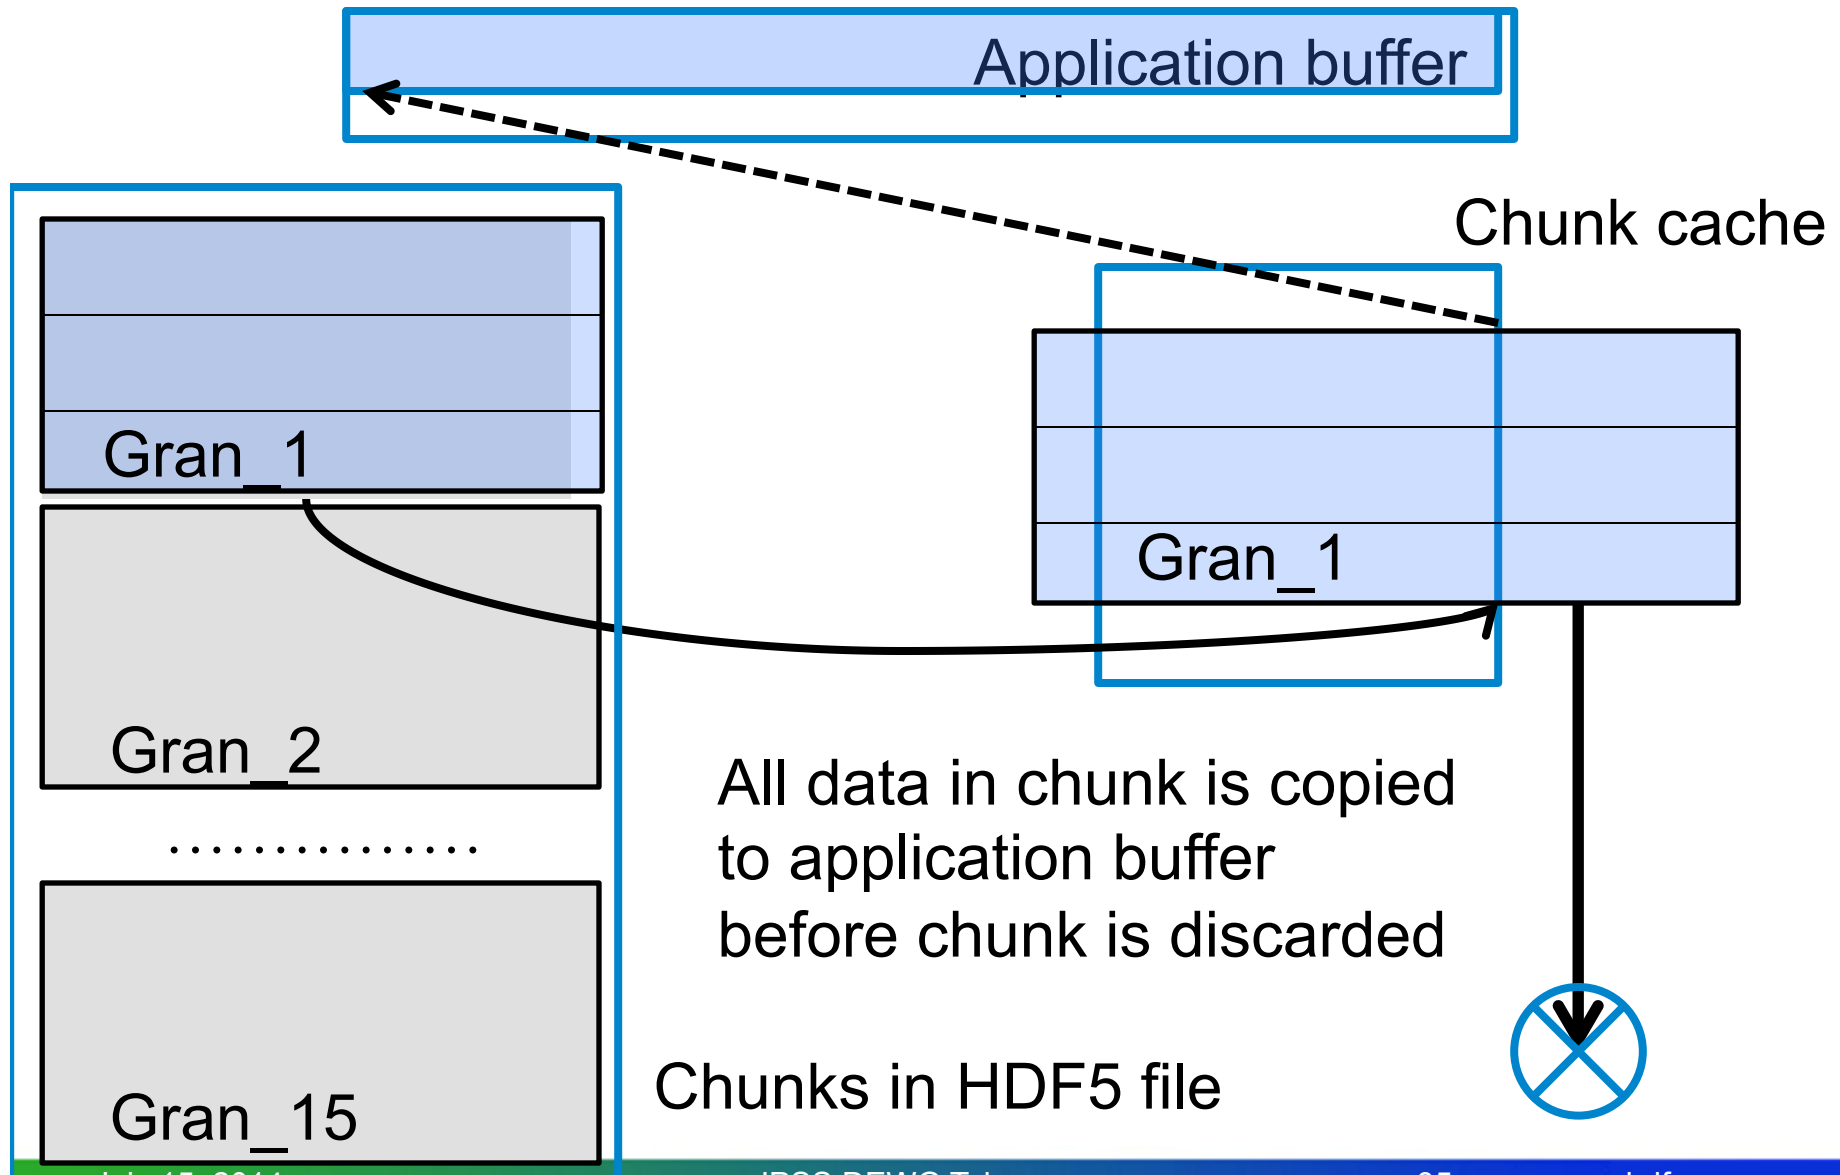 Application buffer
Chunk cache
Gran_1
Gran_1
Gran_2
...............
All data in chunk is copied
to application buffer
before chunk is discarded
Chunks in HDF5 file
Gran_15